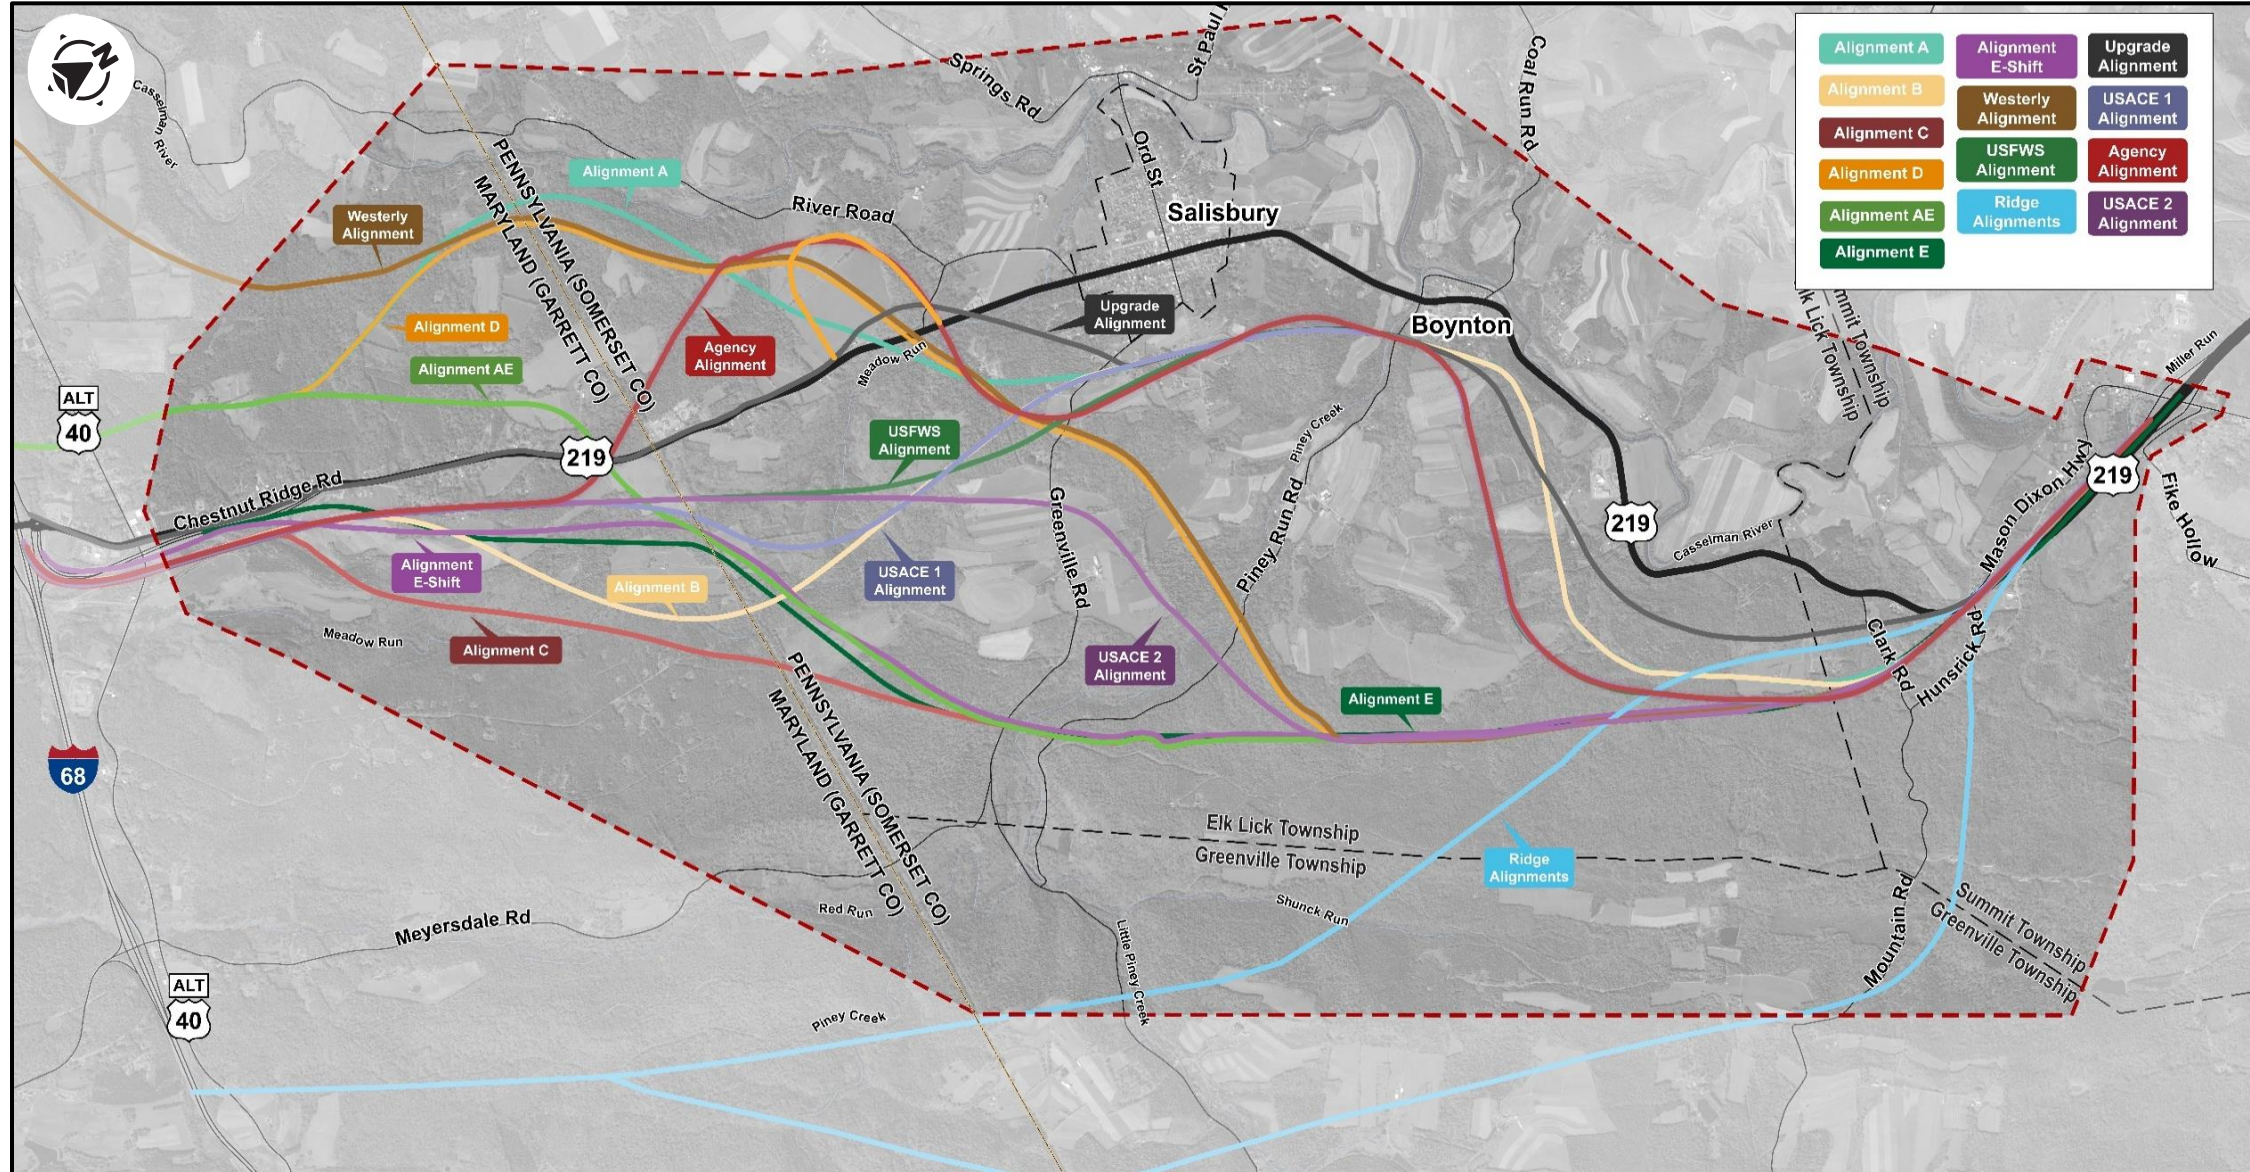 N
Casselman
River
Springs Rd
St Paul
Coal Run Rd
Alignment A
Alignment B
Alignment C
Alignment D
Alignment AE
Alignment E
Alignment
E-Shift
Westerly
Alignment
USFWS
Alignment
Ridge
Alignments
Upgrade
Alignment
USACE 1
Alignment
Agency
Alignment
USACE 2
Alignment
PENNSYLVANIA (SOMERSET CO)
MARYLAND (GARRETT CO)
Alignment A
Westerly
Alignment
River Road
Ord St
Salisbury
Alignment D
Agency
Alignment
Upgrade
Alignment
Boynton
Meadow Run
Alignment AE
ALT
40
219
USFWS
Alignment
Piney Creek
Elk Lick Township
Summit Township
Miller Run
219
Mason Dixon Hwy
Fike Hollow
Chestnut Ridge Rd
Greenville Rd
Piney Run Rd
219
Casselman River
Alignment
E-Shift
Alignment B
USACE 1
Alignment
Meadow Run
Alignment C
USACE 2
Alignment
Clark Rd
Hunsrick Rd
PENNSYLVANIA (SOMERSET CO)
MARYLAND (GARRETT CO)
Alignment E
68
Elk Lick Township
Greenville Township
Ridge
Alignments
Meyersdale Rd
Red Run
Shunck Run
Little Piney Creek
Mountain Rd
Summit Township
Greenville Township
ALT
40
Piney Creek